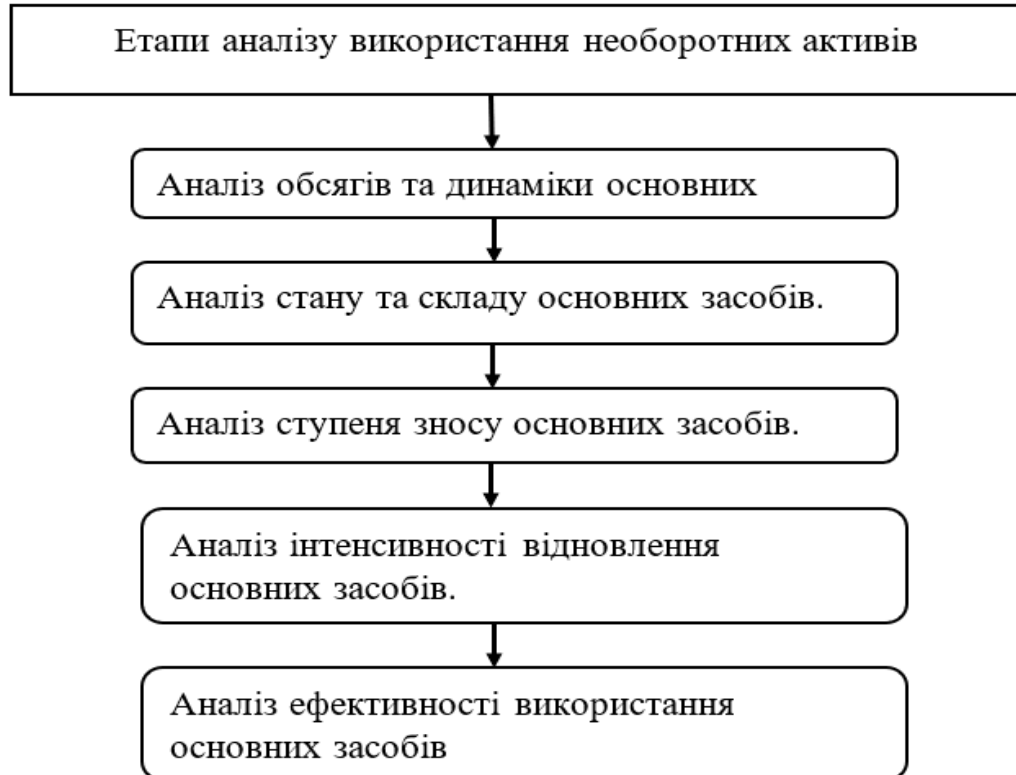 Етапи аналізу використання необоротних активів
Аналіз обсягів та динаміки основних
Аналіз стану та складу основних засобів.
Аналіз ступеня зносу основних засобів.
Аналіз інтенсивності відновлення
основних засобів.
Аналіз ефективності використання
основних засобів